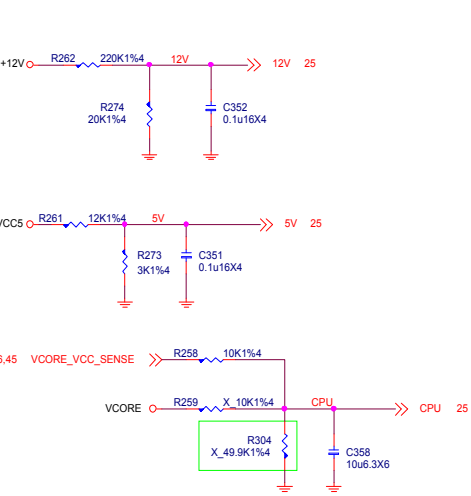 +12V R262 220K1%4 12V 12V 25
R274 C352
20K1%4 0.1u16X4
VCC5 R261 12K1%4 5V 5V 25
R273 C351
3K1%4 0.1u16X4
6,45 VCORE_VCC_SENSE R258 10K1%4
VCORE R259 X_10K1%4 CPU CPU 25
R304 C358
X_49.9K1%4 10u6.3X6